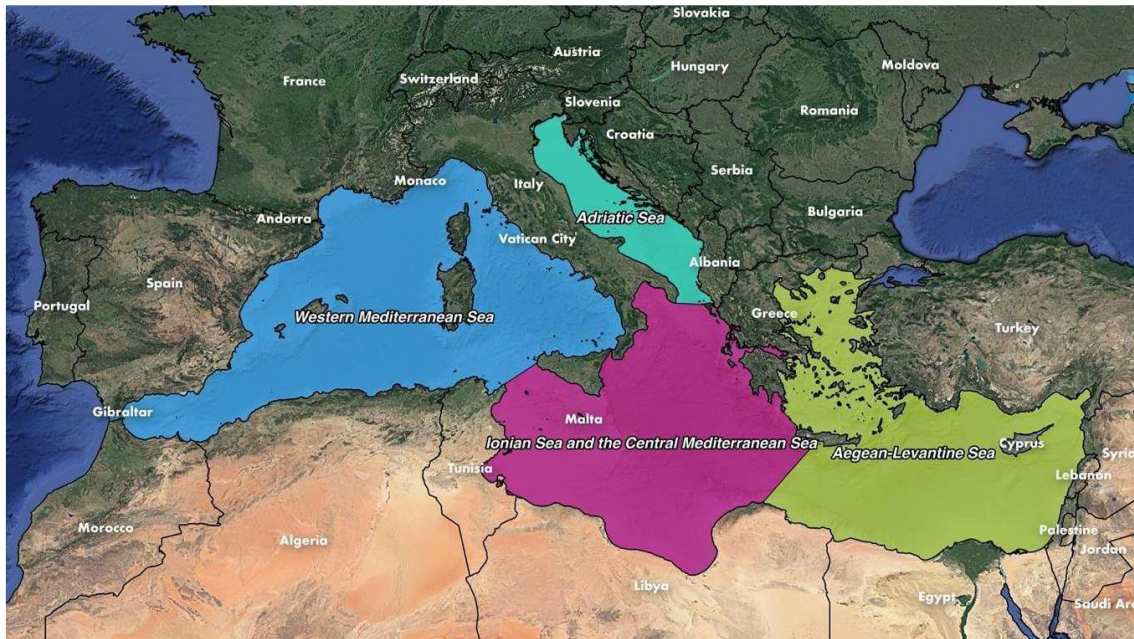 Slovakia
Austria
Moldova
Hungary
France
Switzerland
Slovenia
Romania
Croatia
Serbia
Monaco
Italy
Bulgaria
Andorra
Adriatic Sea
Vatican City
Albania
Spain
Portugal
Greece
Western Mediterranean Sea
Turkey
Gibraltar
Malta
Ionian Sea and the Central Mediterranean Sea
Cyprus
Aegean-Levantine Sea
Syria
Tunisia
Lebanon
Morocco
Palestine
Algeria
Jordan
Libya
Egypt
Saudi Ara